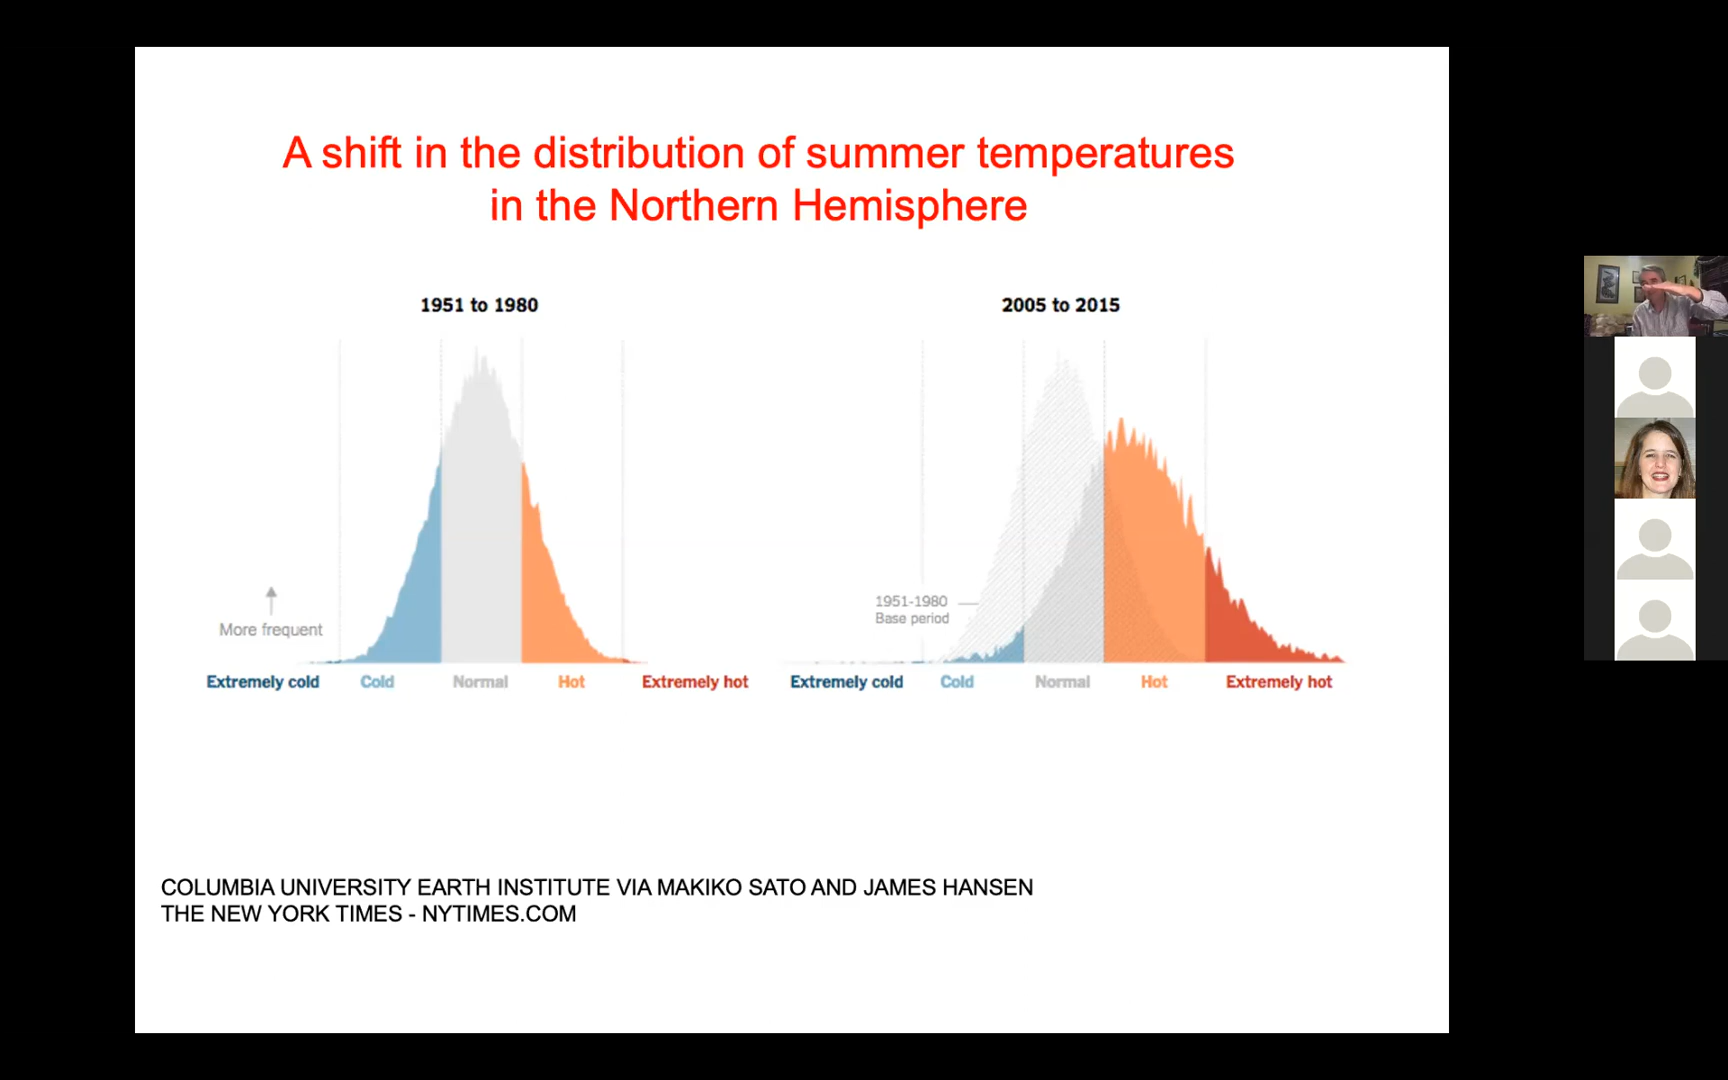 A shift in the distribution of summer temperatures
in the Northern Hemisphere
1951 to 1980
2005 to 2015
More frequent
1951-1980
Base period
Extremely cold Cold Normal Hot Extremely hot
Extremely cold Cold Normal Hot Extremely hot
COLUMBIA UNIVERSITY EARTH INSTITUTE VIA MAKIKO SATO AND JAMES HANSEN
THE NEW YORK TIMES - NYTIMES.COM